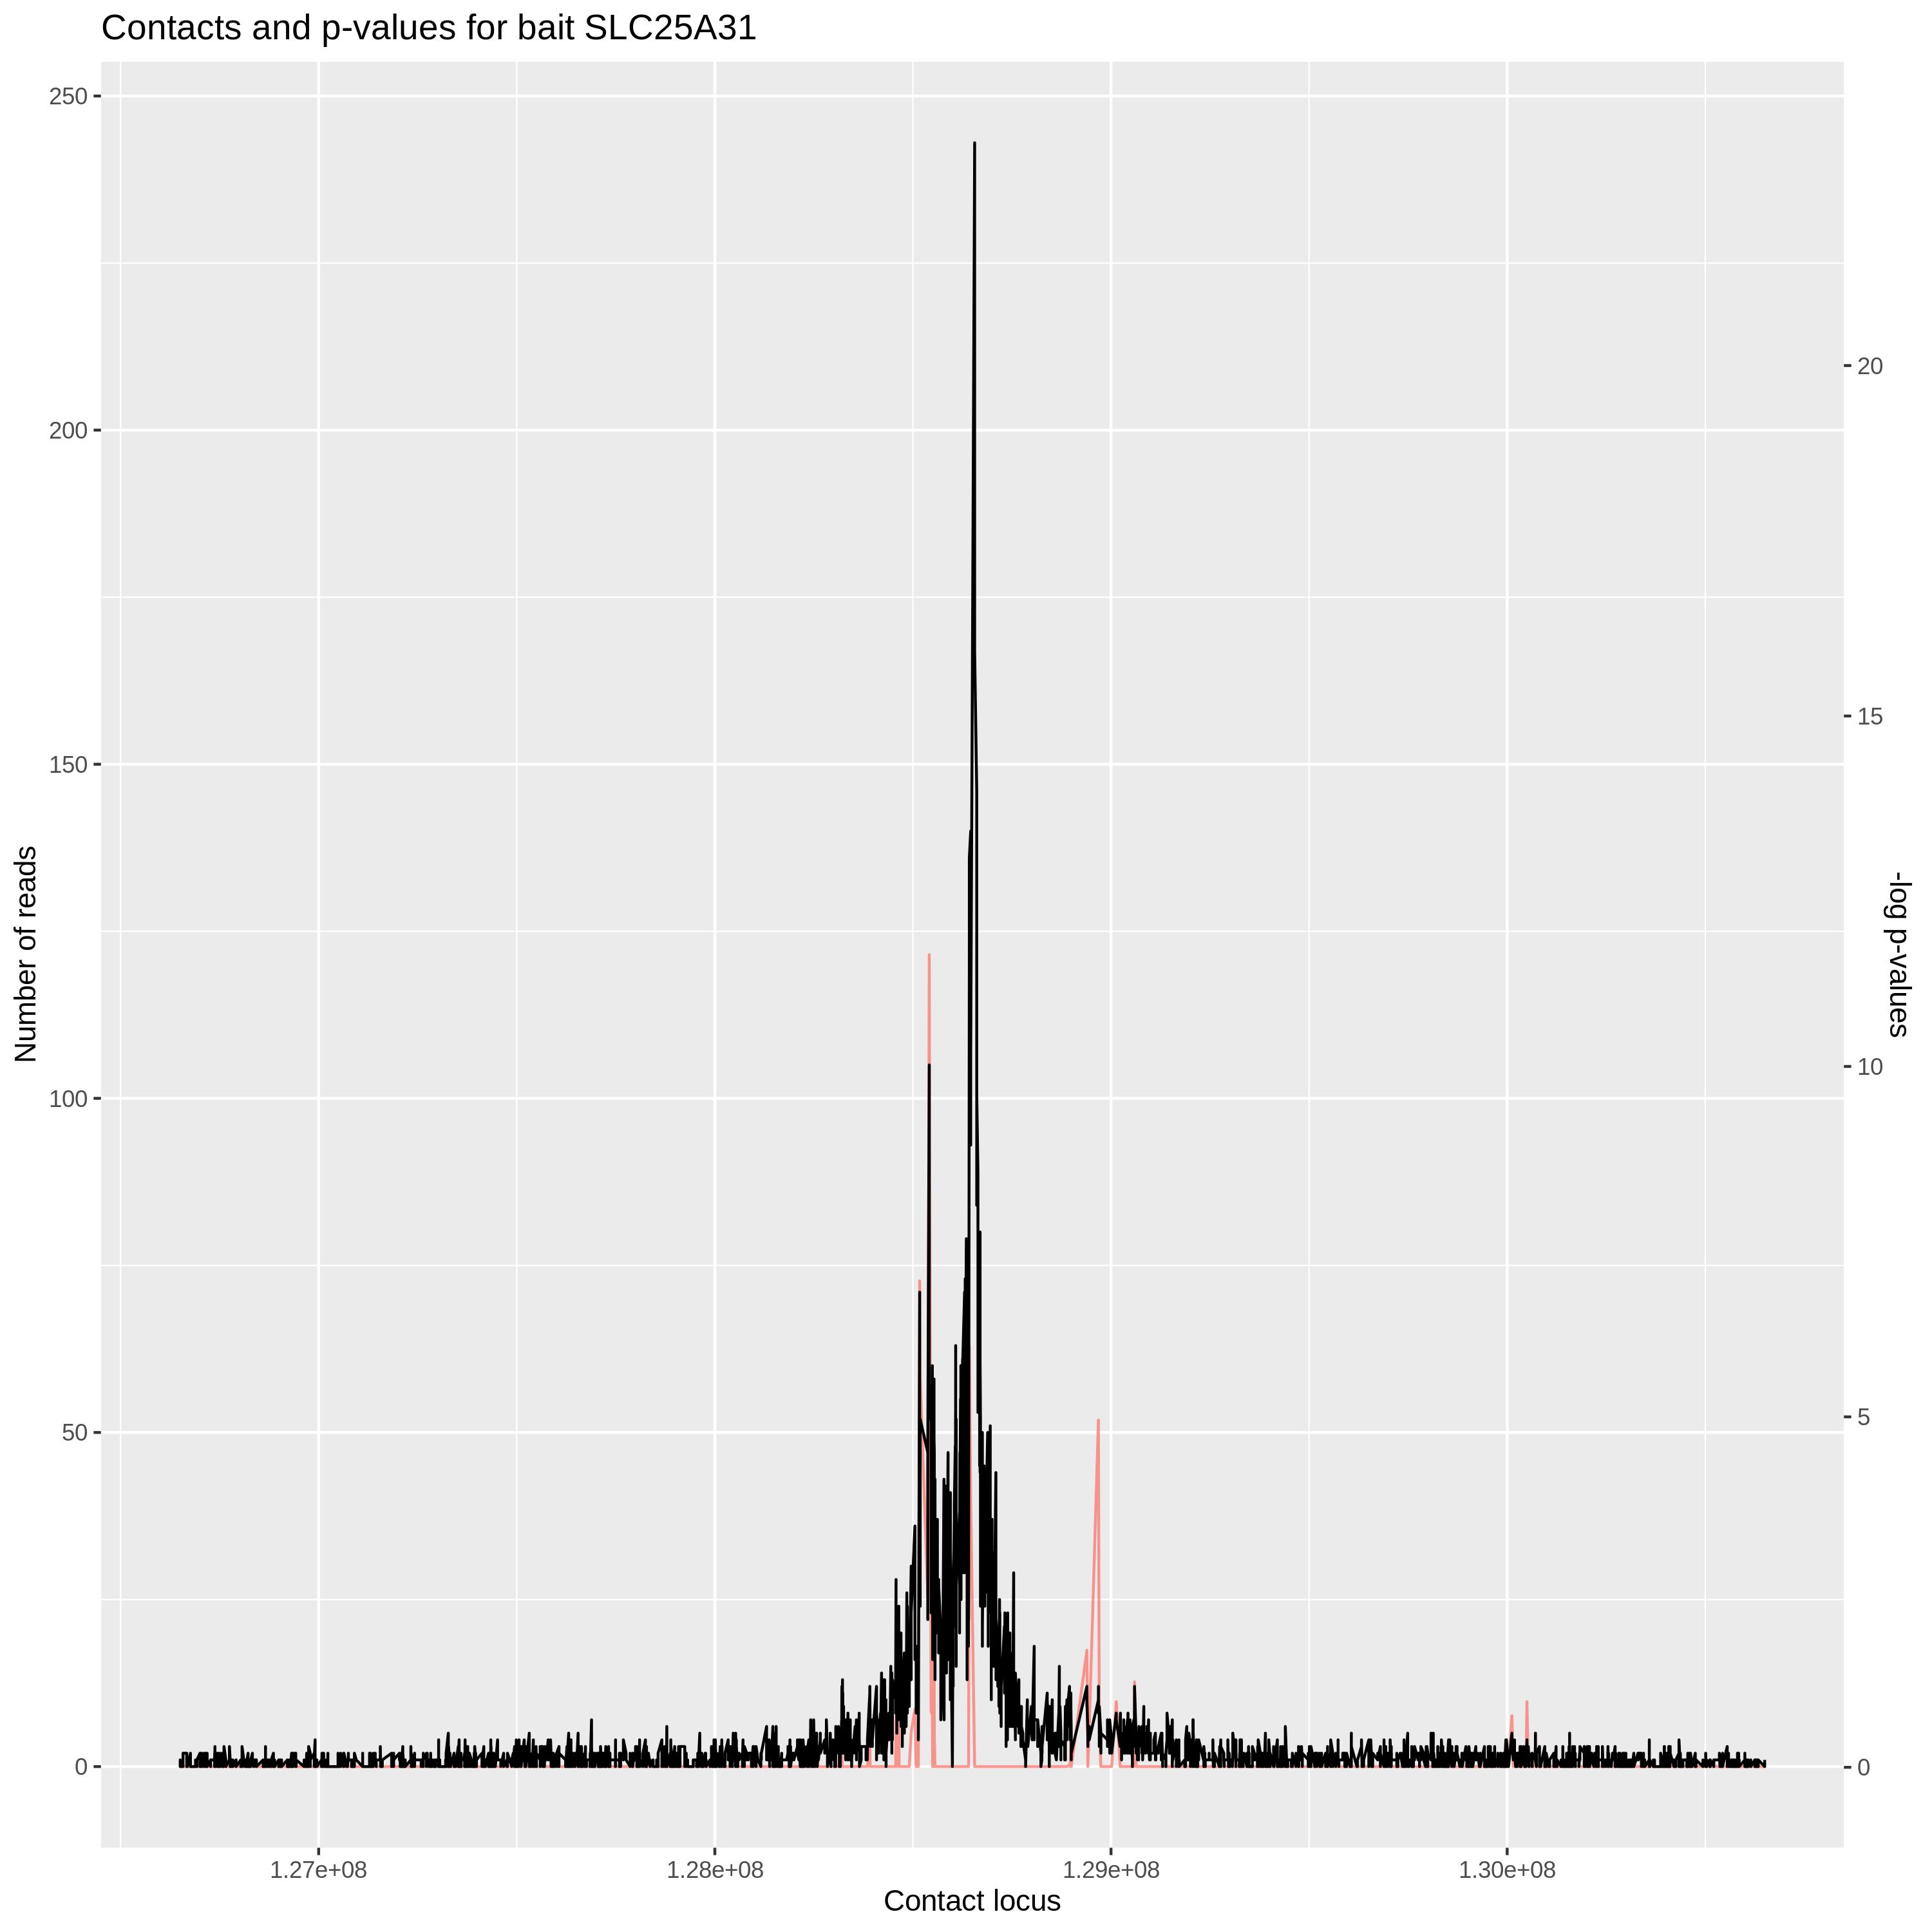 Contacts and p-values for bait SLC25A31
250
200
150
100
50
0
Number of reads
20
15
10
5
0
-log p-values
1.27e+08
1.28e+08
1.29e+08
1.30e+08
Contact locus